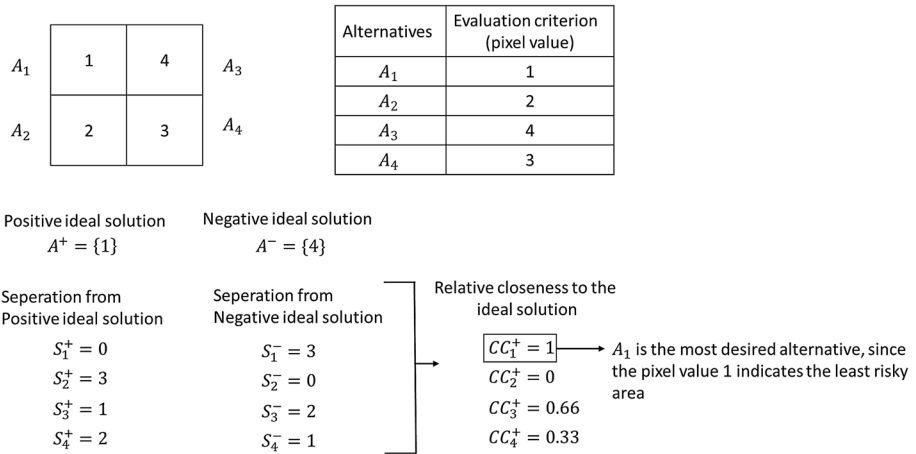 A₁ 1 4 A₃
A₂ 2 3 A₄
Alternatives Evaluation criterion
(pixel value)
A₁ 1
A₂ 2
A₃ 4
A₄ 3
Positive ideal solution
A⁺ = {1}
Negative ideal solution
A⁻ = {4}
Seperation from
Positive ideal solution
S₁⁺ = 0
S₂⁺ = 3
S₃⁺ = 1
S₄⁺ = 2
Seperation from
Negative ideal solution
S₁⁻ = 3
S₂⁻ = 0
S₃⁻ = 2
S₄⁻ = 1
Relative closeness to the
ideal solution
CC₁⁺ = 1
CC₂⁺ = 0
CC₃⁺ = 0.66
CC₄⁺ = 0.33
A₁ is the most desired alternative, since
the pixel value 1 indicates the least risky
area